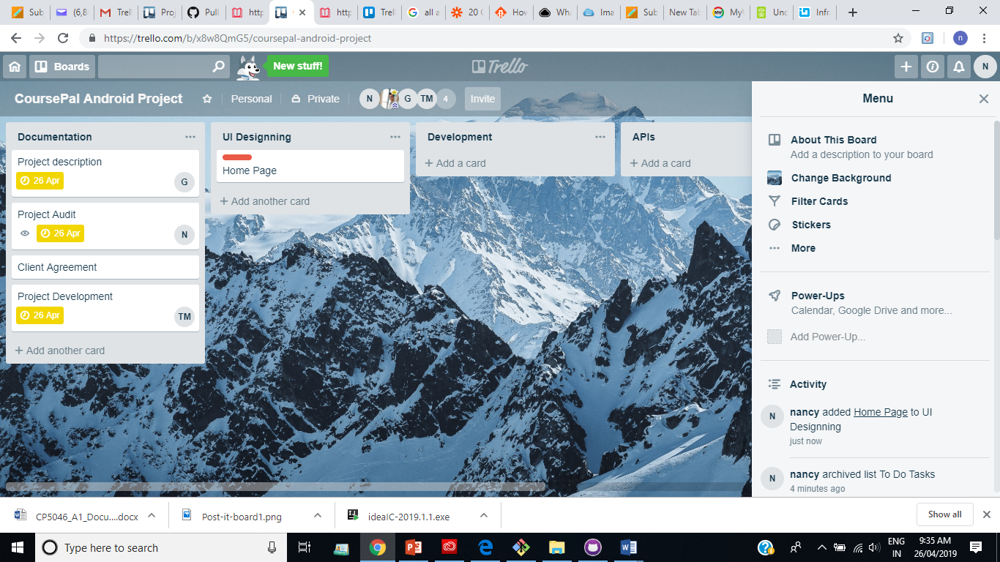 Sub
(6,8
Trell
Proj
Pull
http
http
Trell
all a
20 G
How
Wha
Ima
Sub
New Tab
MyV
Unc
Infr
https://trello.com/b/x8w8QmG5/coursepal-android-project
n
Boards
New stuff!
Trello
N
CoursePal Android Project
Personal
Private
N
G
TM
4
Invite
Documentation
Project description
26 Apr
G
Project Audit
26 Apr
N
Client Agreement
Project Development
26 Apr
TM
+ Add another card
UI Designning
Home Page
+ Add another card
Development
+ Add a card
APIs
+ Add a card
Menu
About This Board
Add a description to your board
Change Background
Filter Cards
Stickers
More
Power-Ups
Calendar, Google Drive and more...
Add Power-Up...
Activity
N
nancy added Home Page to UI
Designning
just now
N
nancy archived list To Do Tasks
4 minutes ago
CP5046_A1_Docu....docx
Post-it-board1.png
ideaIC-2019.1.1.exe
Show all
Type here to search
ENG
IN
9:35 AM
26/04/2019